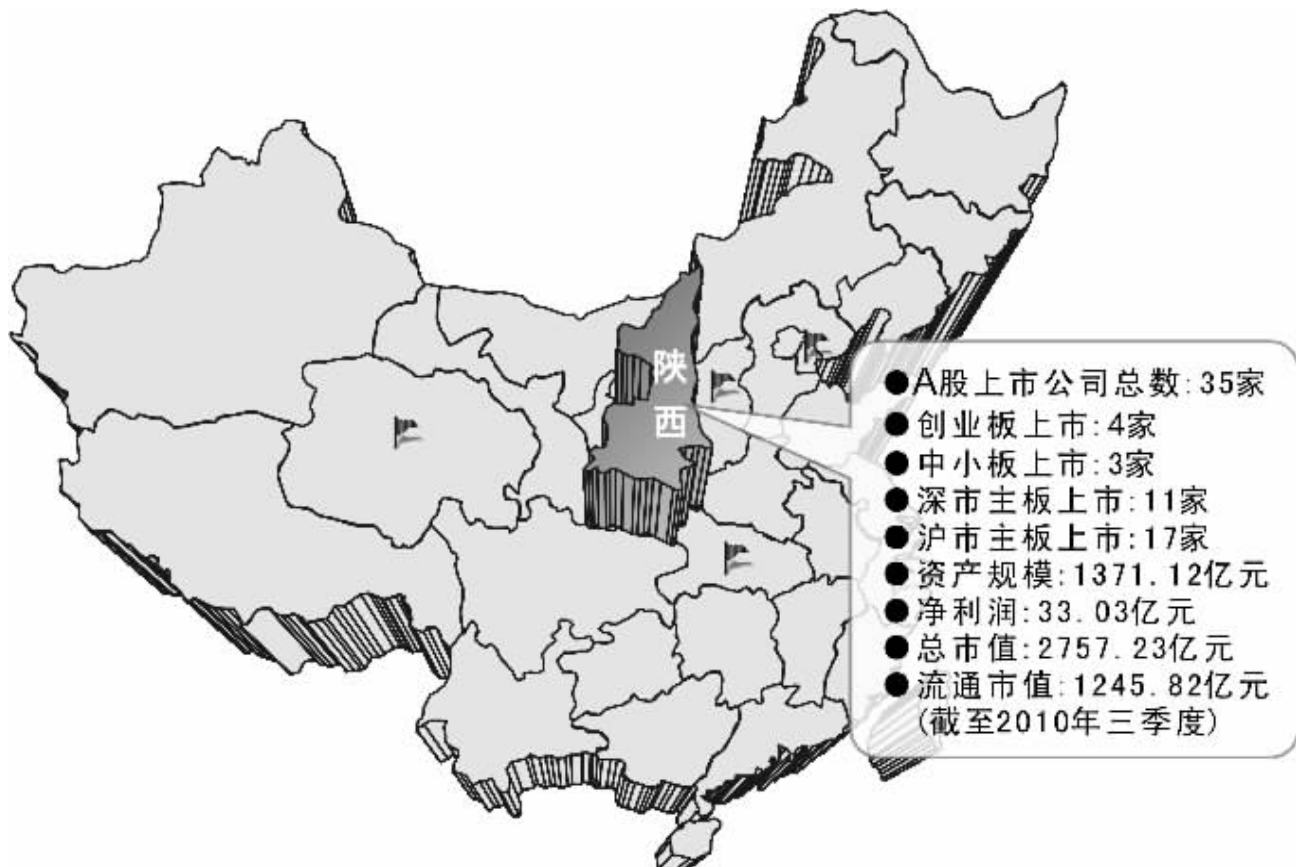 陕
西
●A股上市公司总数:35家
●创业板上市:4家
●中小板上市:3家
●深市主板上市:11家
●沪市主板上市:17家
●资产规模:1371.12亿元
●净利润:33.03亿元
●总市值:2757.23亿元
●流通市值:1245.82亿元
(截至2010年三季度)